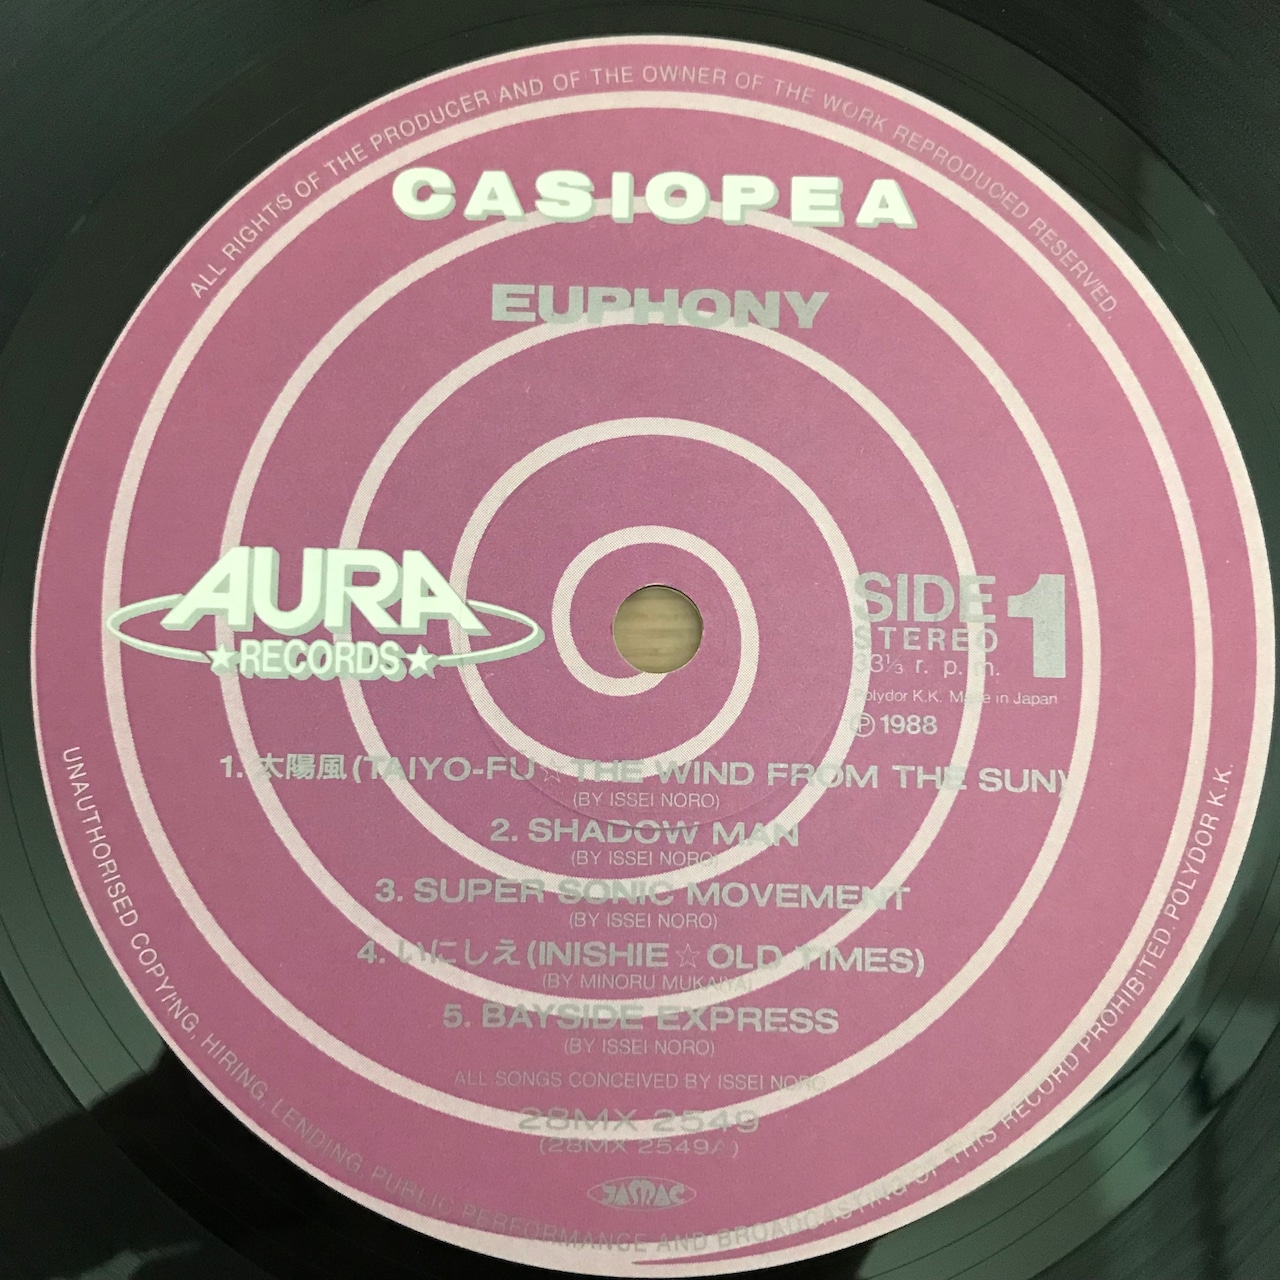 ALL RIGHTS OF THE PRODUCER AND OF THE OWNER OF THE WORK REPRODUCED RESERVED.
CASIOPEA
EUPHONY
AURA
★RECORDS★
SIDE 1
STEREO
33⅓ r. p. m.
Polydor K.K. Made in Japan
Ⓟ 1988
1. 太陽風 (TAIYO-FŪ☆THE WIND FROM THE SUN)
(BY ISSEI NORO)
2. SHADOW MAN
(BY ISSEI NORO)
3. SUPER SONIC MOVEMENT
(BY ISSEI NORO)
4. いにしえ (INISHIE☆OLD TIMES)
(BY MINORU MUKAIYA)
5. BAYSIDE EXPRESS
(BY ISSEI NORO)
ALL SONGS CONCEIVED BY ISSEI NORO
28MX 2549
(28MX 2549A)
JASRAC
UNAUTHORISED COPYING, HIRING, LENDING, PUBLIC PERFORMANCE AND BROADCASTING OF THIS RECORD PROHIBITED. POLYDOR K.K.